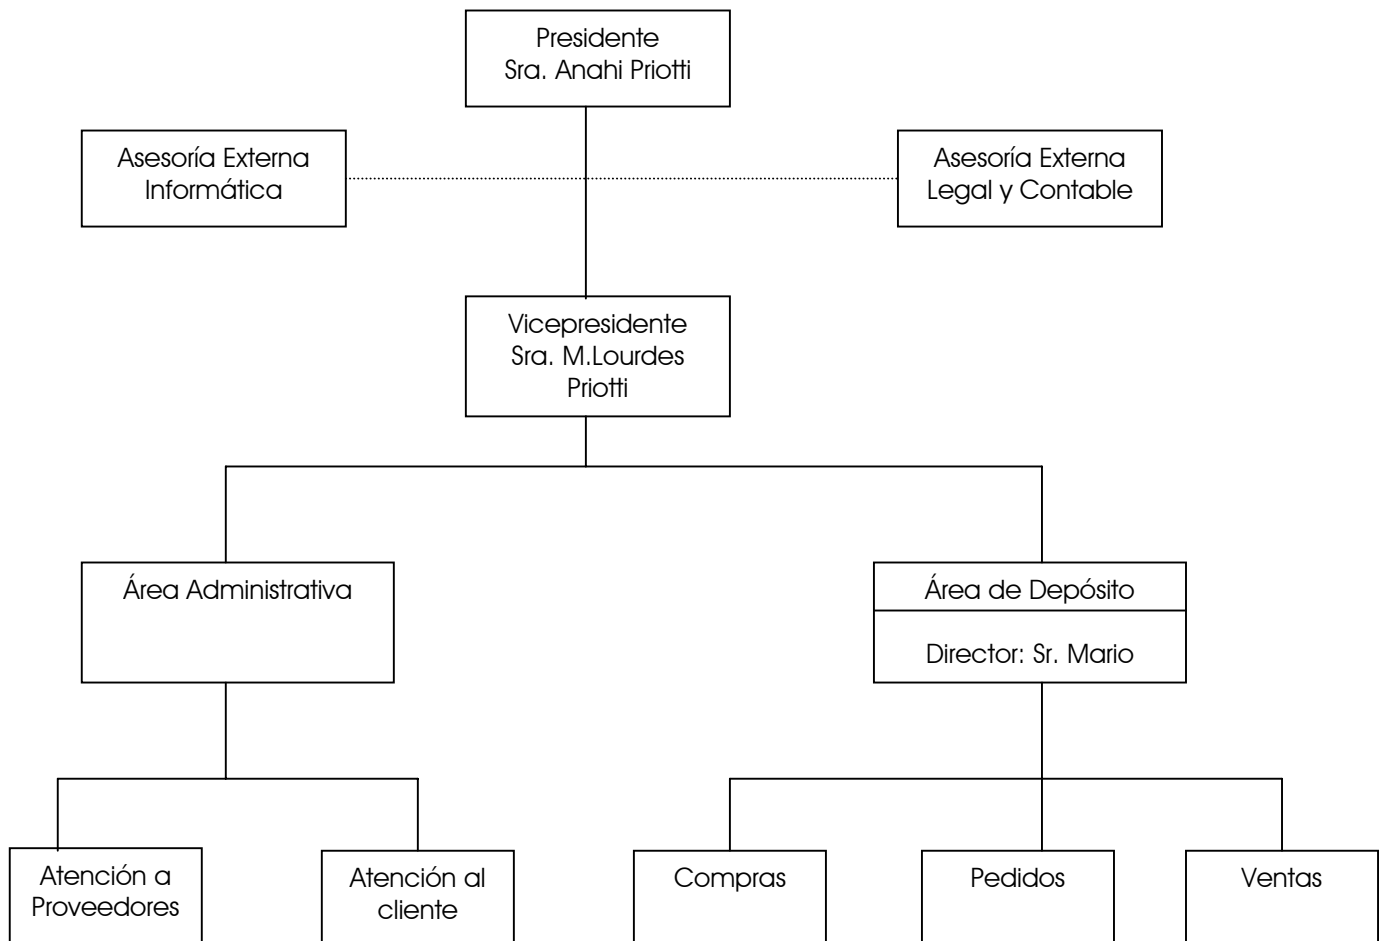 Presidente
Sra. Anahi Priotti
Asesoría Externa
Informática
Asesoría Externa
Legal y Contable
Vicepresidente
Sra. M.Lourdes
Priotti
Área Administrativa
Área de Depósito
Director: Sr. Mario
Atención a
Proveedores
Atención al
cliente
Compras
Pedidos
Ventas